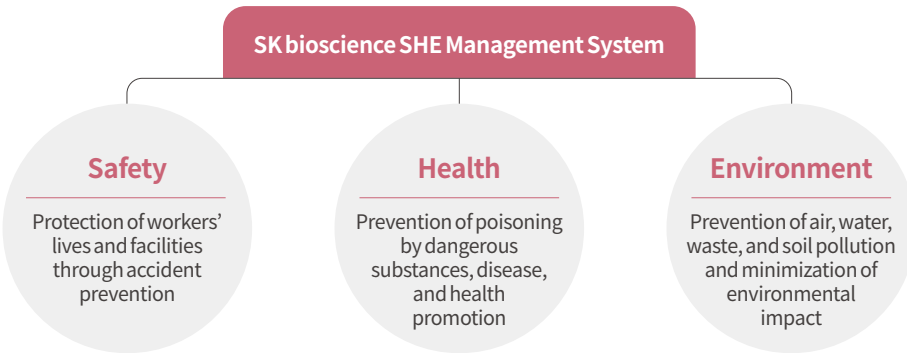 SK bioscience SHE Management System
Safety
Protection of workers’
lives and facilities
through accident
prevention
Health
Prevention of poisoning
by dangerous
substances, disease,
and health
promotion
Environment
Prevention of air, water,
waste, and soil pollution
and minimization of
environmental
impact